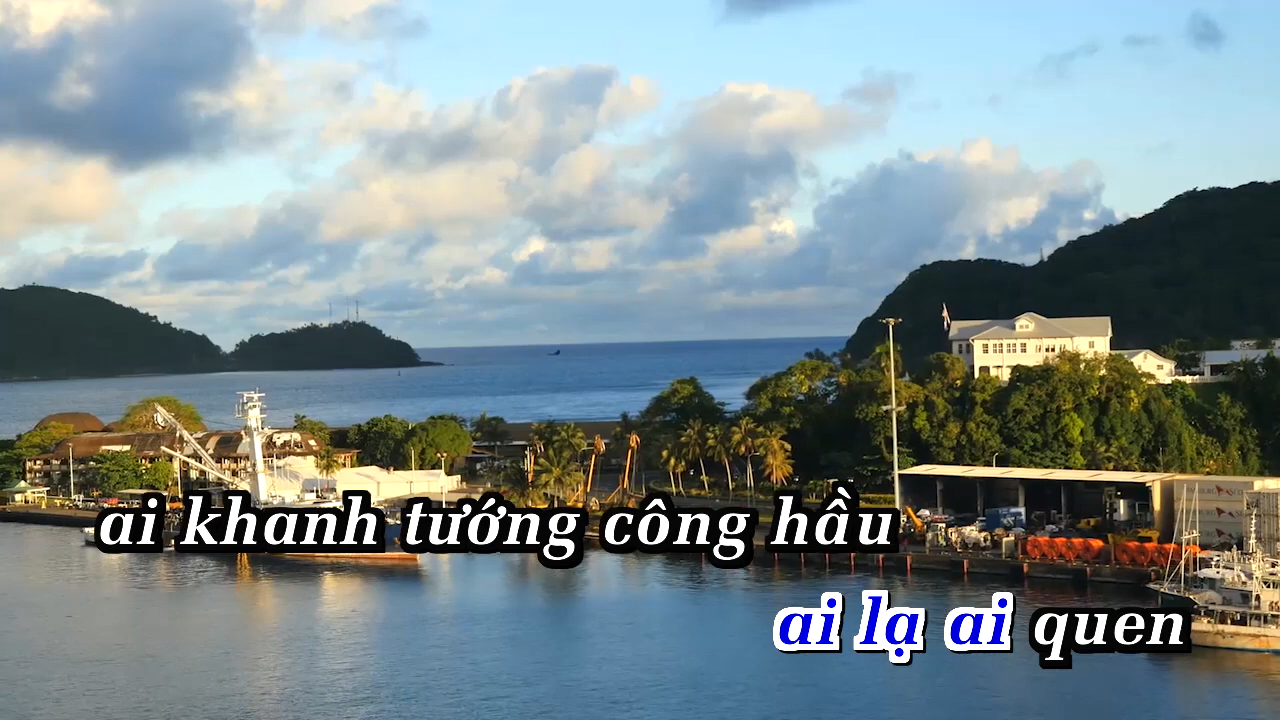 ai khanh tướng công hầu
ai lạ ai quen